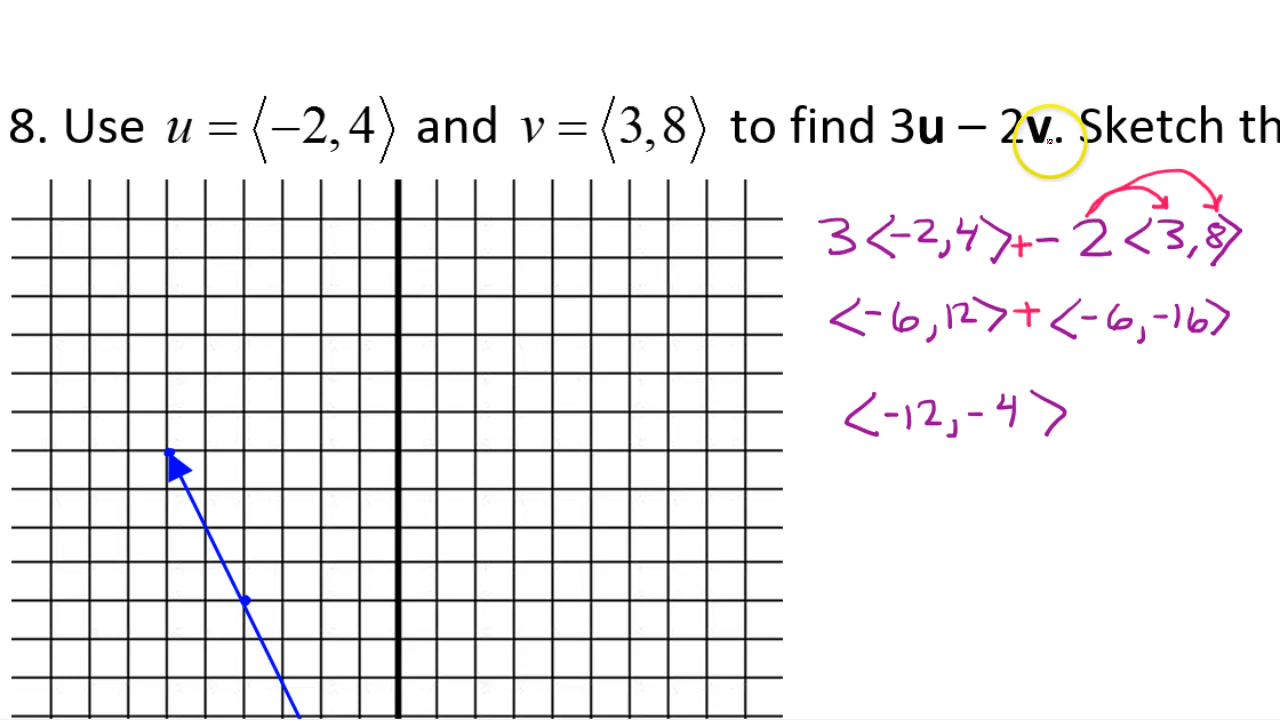 8. Use u = ⟨−2, 4⟩ and v = ⟨3, 8⟩ to find 3u − 2v. Sketch th
3<-2,4>+- 2<3,8>
<-6,12>+<-6,-16>
<-12,-4>